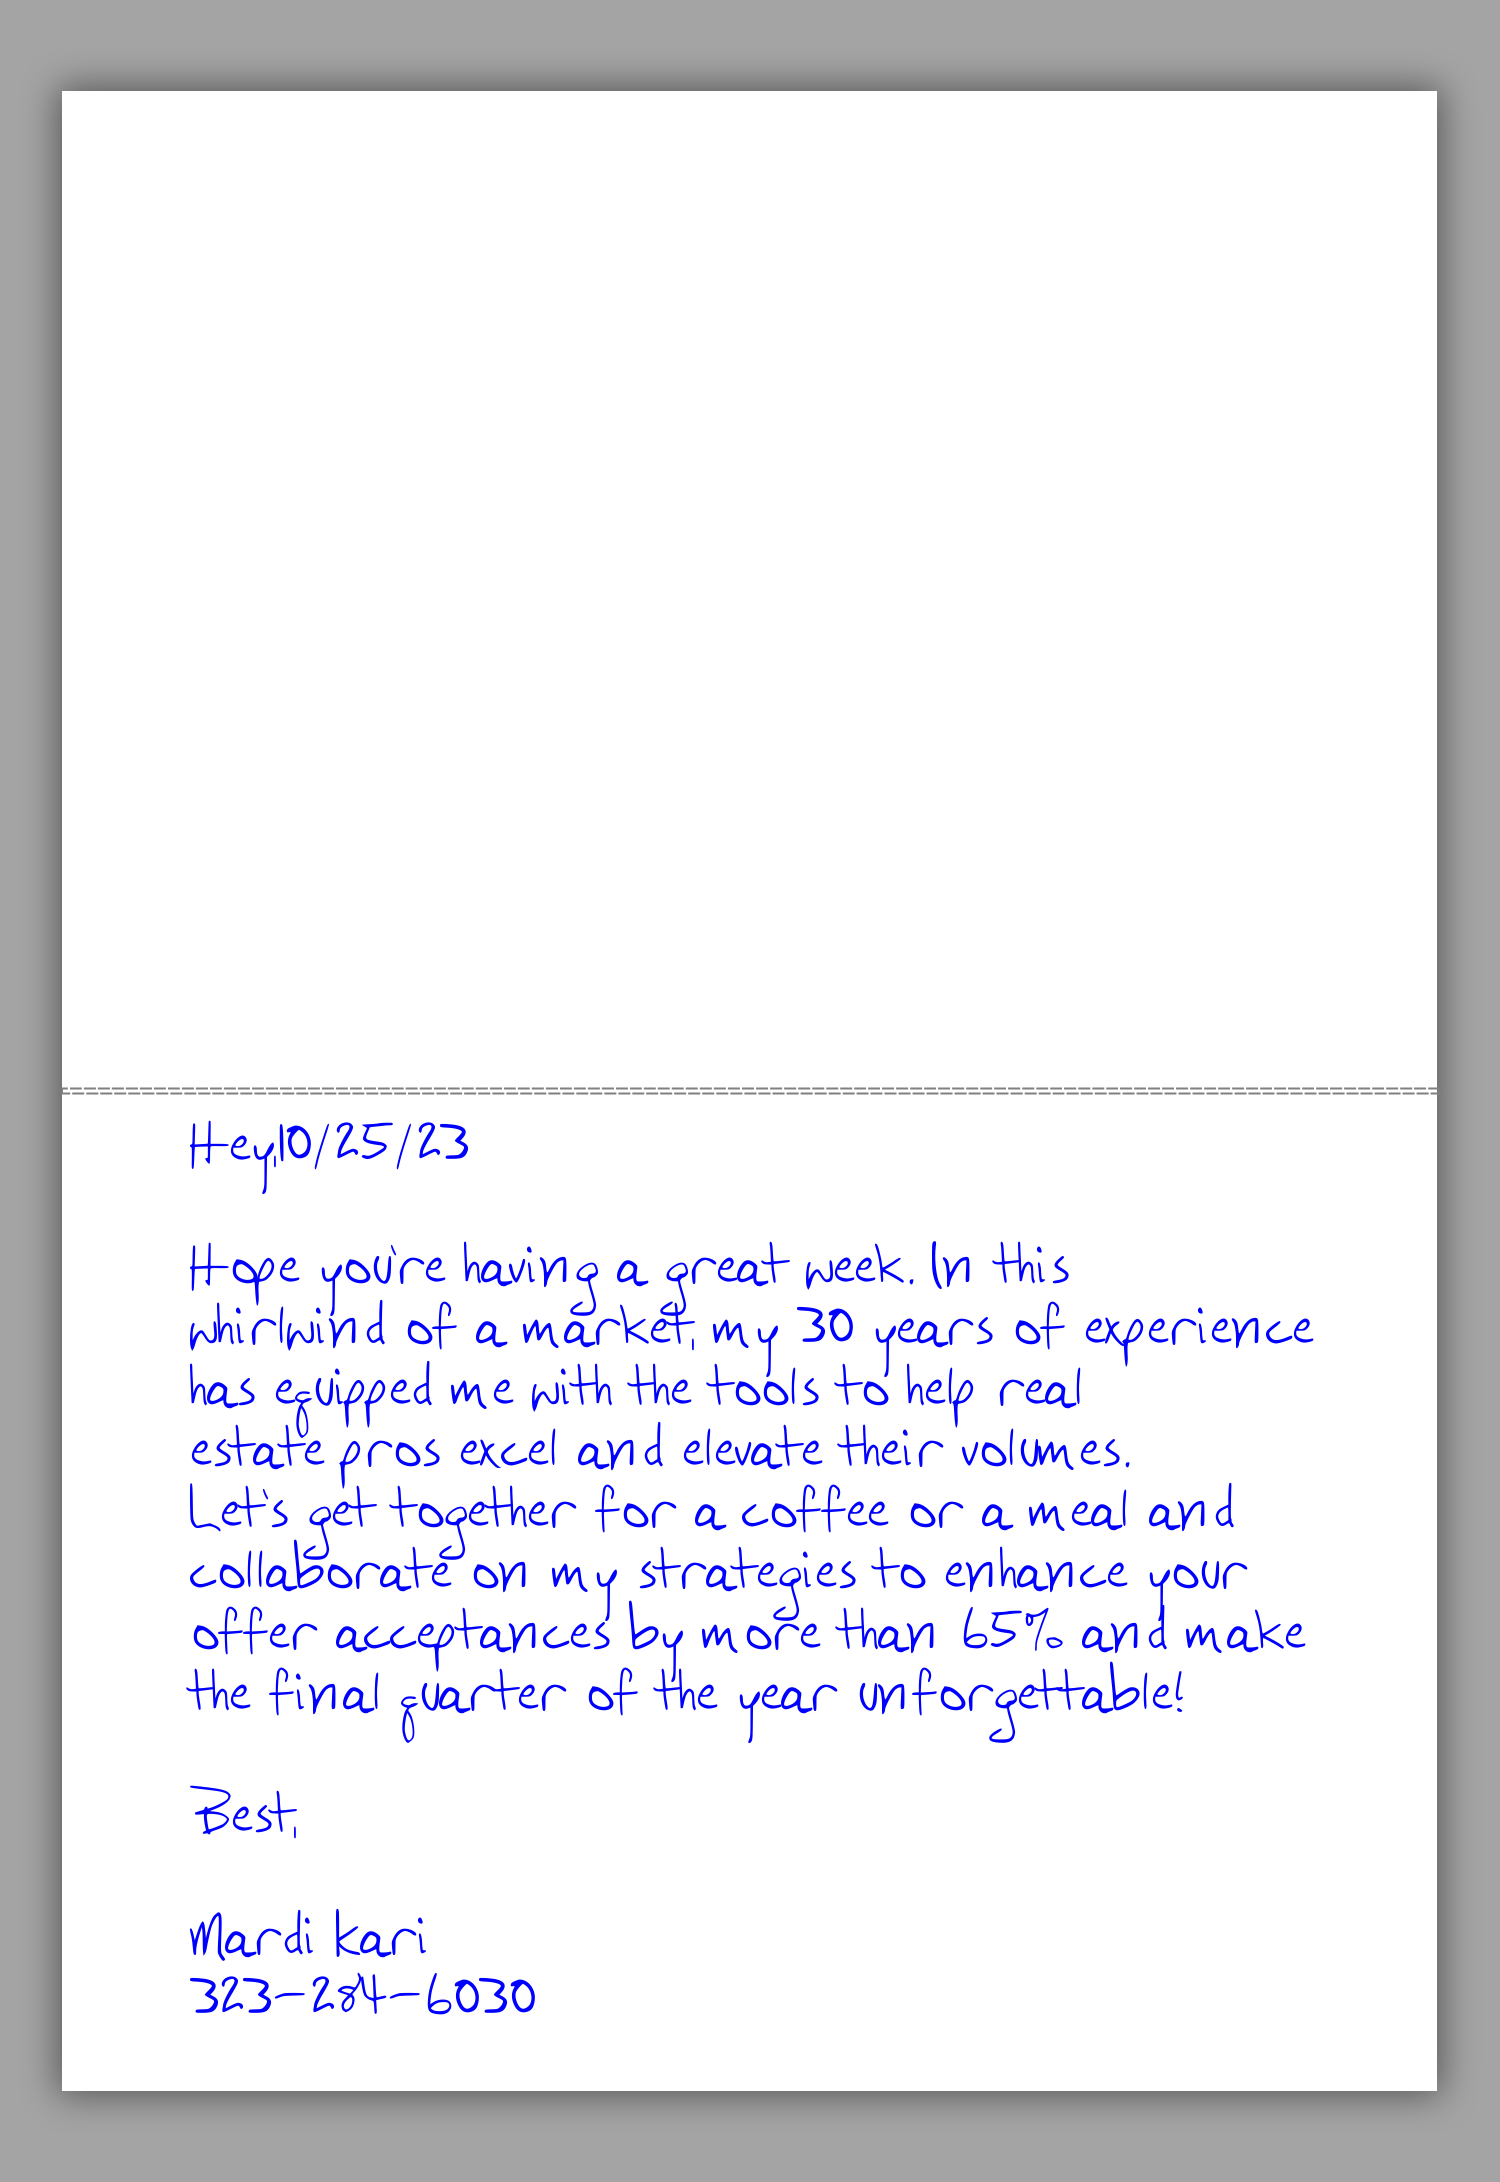 Hey,10/25/23
Hope you're having a great week. In this
whirlwind of a market, my 30 years of experience
has equipped me with the tools to help real
estate pros excel and elevate their volumes.
Let's get together for a coffee or a meal and
collaborate on my strategies to enhance your
offer acceptances by more than 65% and make
the final quarter of the year unforgettable!
Best,
Mardi Kari
323-284-6030